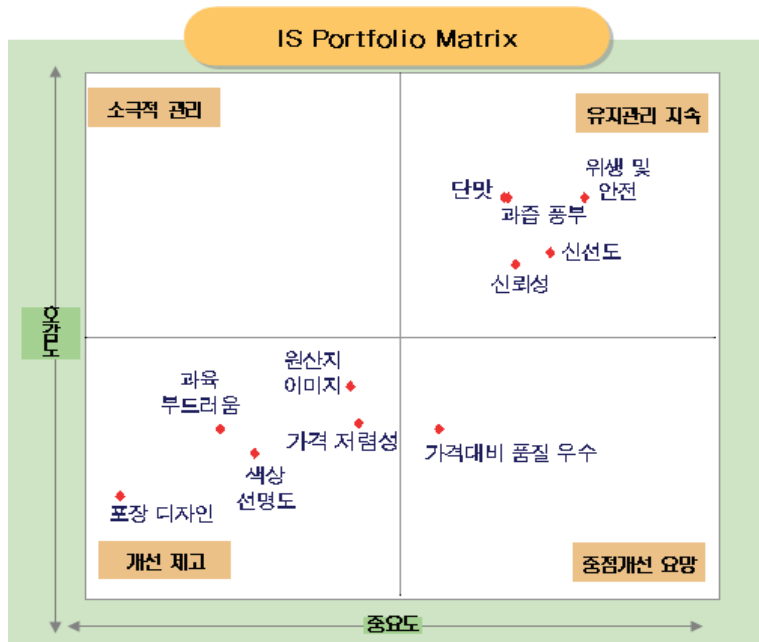 IS Portfolio Matrix
소극적 관리
유지관리 지속
위생 및
안전
단맛
과즙 풍부
신선도
신뢰성
호감도
원산지
이미지
과육
부드러움
가격 저렴성
가격대비 품질 우수
색상
선명도
포장 디자인
개선 제고
중점개선 요망
중요도